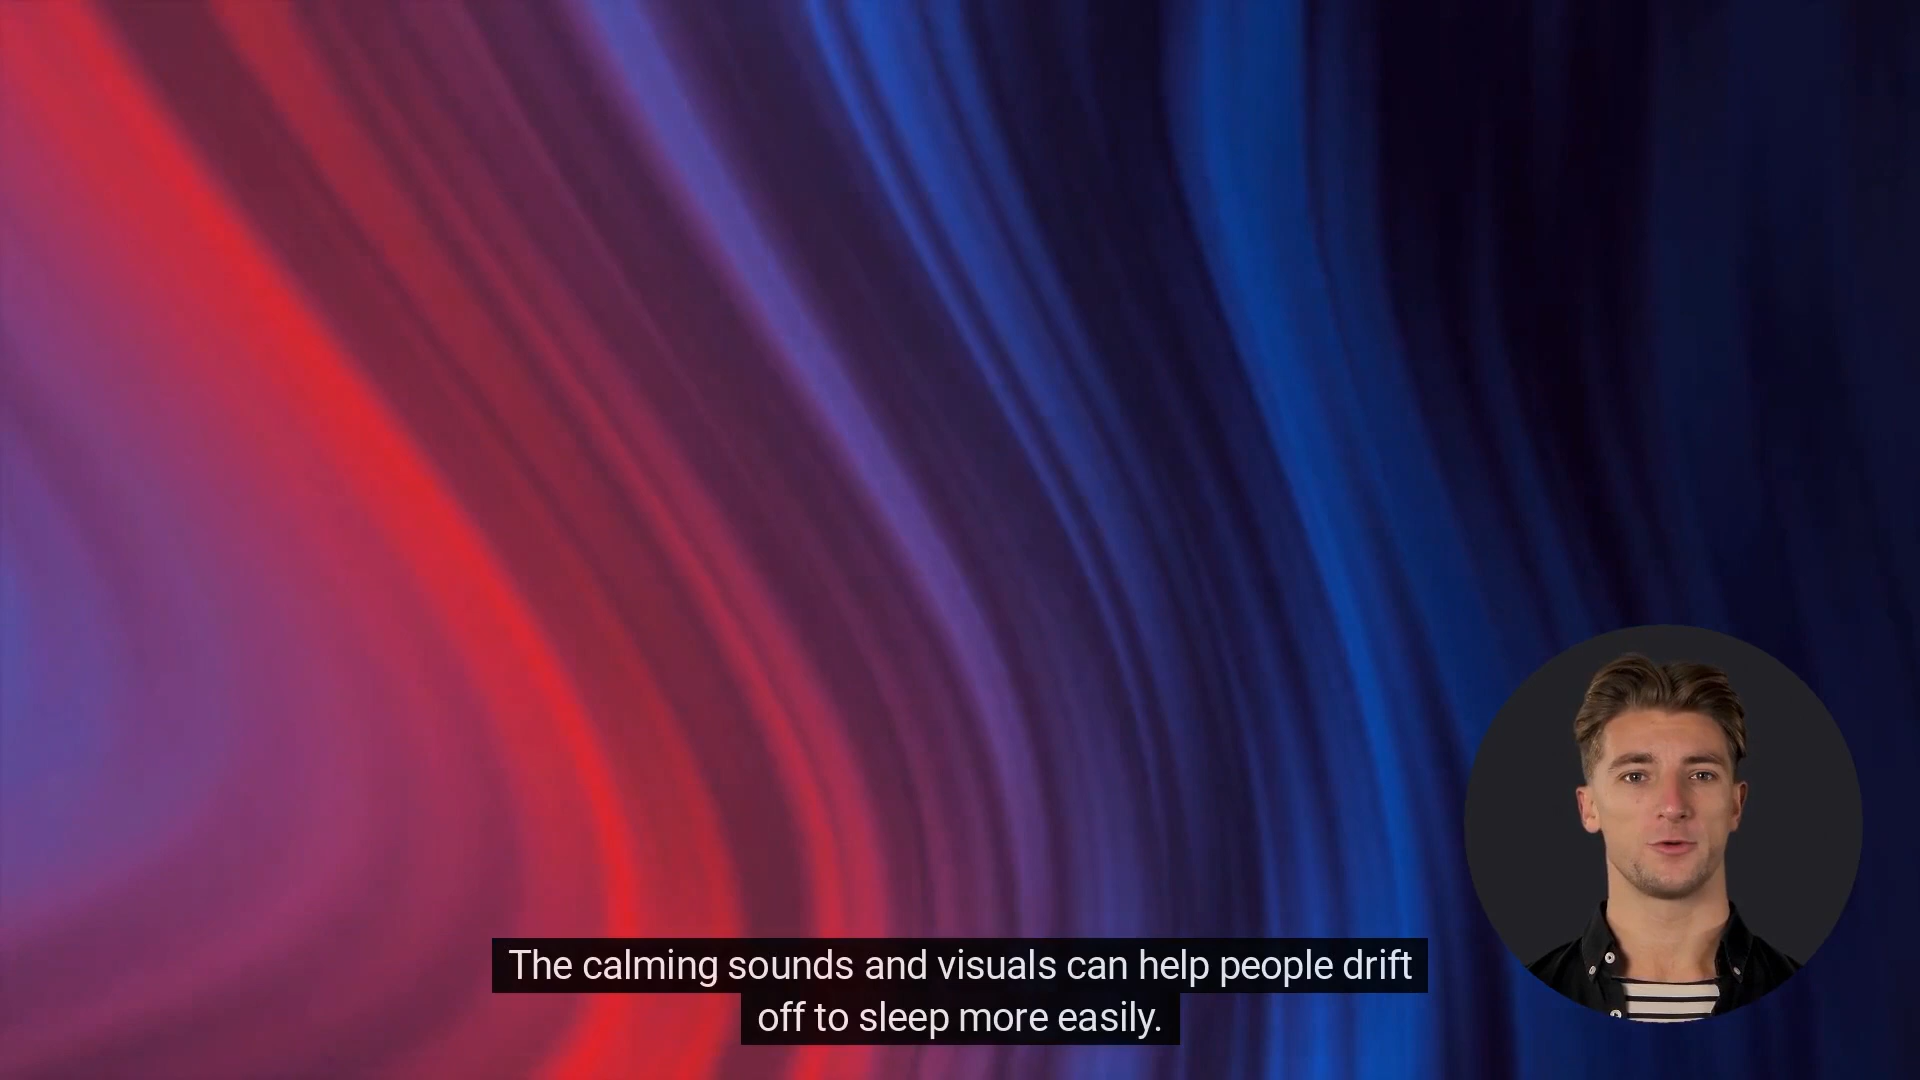 The calming sounds and visuals can help people drift
off to sleep more easily.